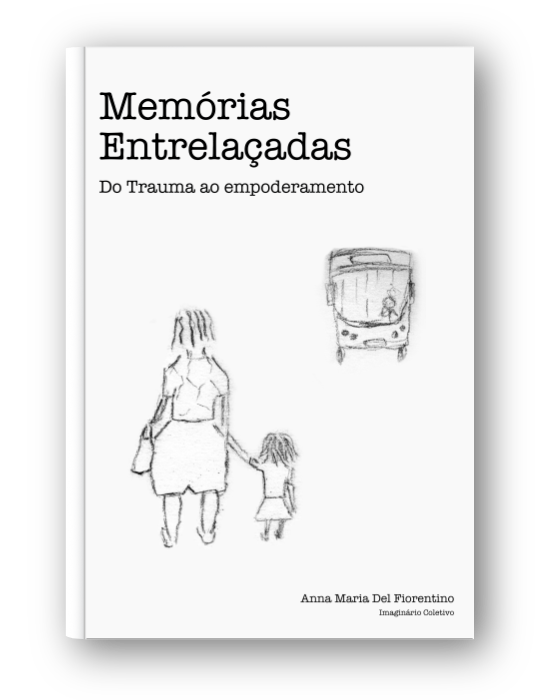 Memórias
Entrelaçadas
Do Trauma ao empoderamento
Anna Maria Del Fiorentino
Imaginário Coletivo